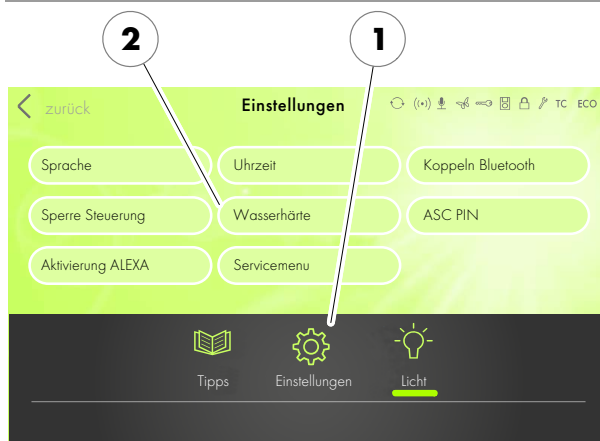 2 1
zurück Einstellungen TC ECO
Sprache Uhrzeit Koppeln Bluetooth
Sperre Steuerung Wasserhärte ASC PIN
Aktivierung ALEXA Servicemenu
Tipps Einstellungen Licht